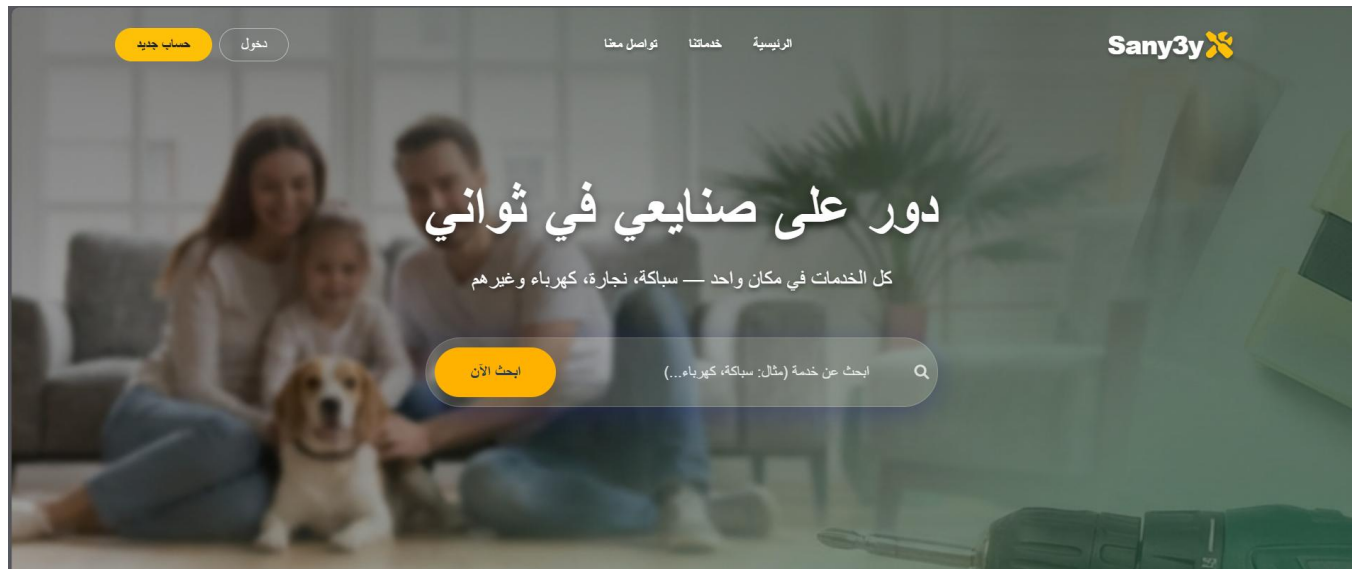 Sany3y
الرئيسية خدماتنا تواصل معنا
دخول
حساب جديد
دور على صنايعي في ثواني
كل الخدمات في مكان واحد — سباكة، نجارة، كهرباء وغيرهم
ابحث عن خدمة (مثال: سباكة، كهرباء...)
ابحث الآن